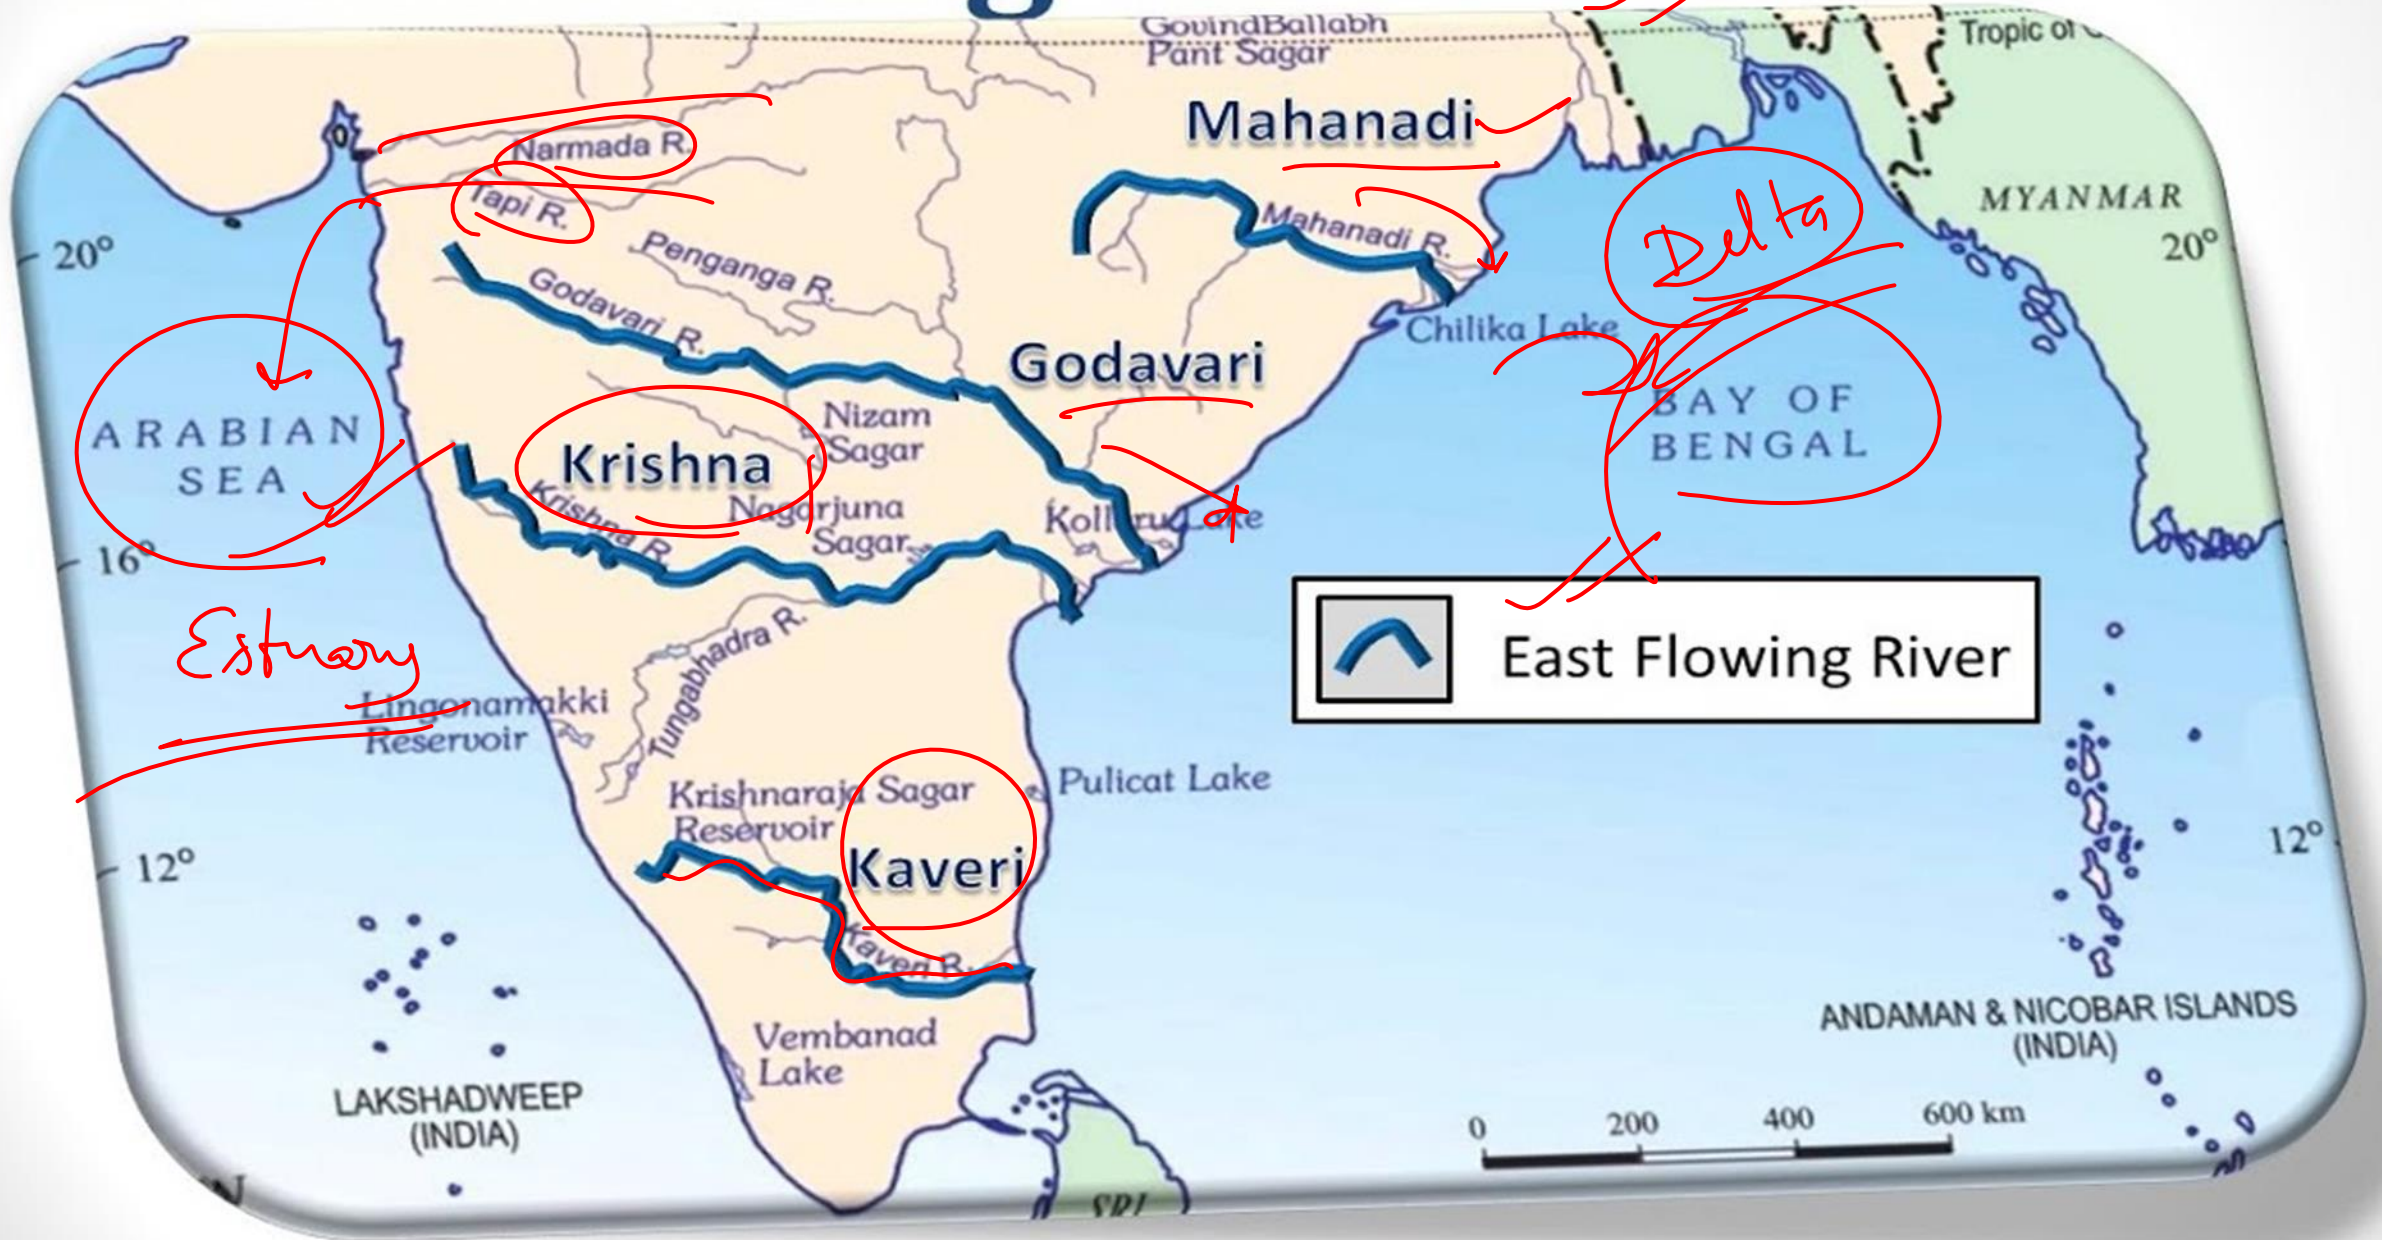 GovindBallabh
Pant Sagar
Tropic of
Mahanadi
Narmada R.
Tapi R.
Delta
MYANMAR
20°
20°
Mahanadi R.
Penganga R.
Godavari R.
Chilika Lake
Godavari
BAY OF
BENGAL
ARABIAN
SEA
Nizam
Sagar
Krishna
Krishna R.
Nagarjuna
Sagar
Kolleru Lake
16°
East Flowing River
Estuary
Tungabhadra R.
Lingonamakki
Reservoir
Krishnaraja Sagar
Reservoir
Pulicat Lake
Kaveri
12°
12°
Kaveri R.
ANDAMAN & NICOBAR ISLANDS
(INDIA)
Vembanad
Lake
LAKSHADWEEP
(INDIA)
0 200 400 600 km
SRI